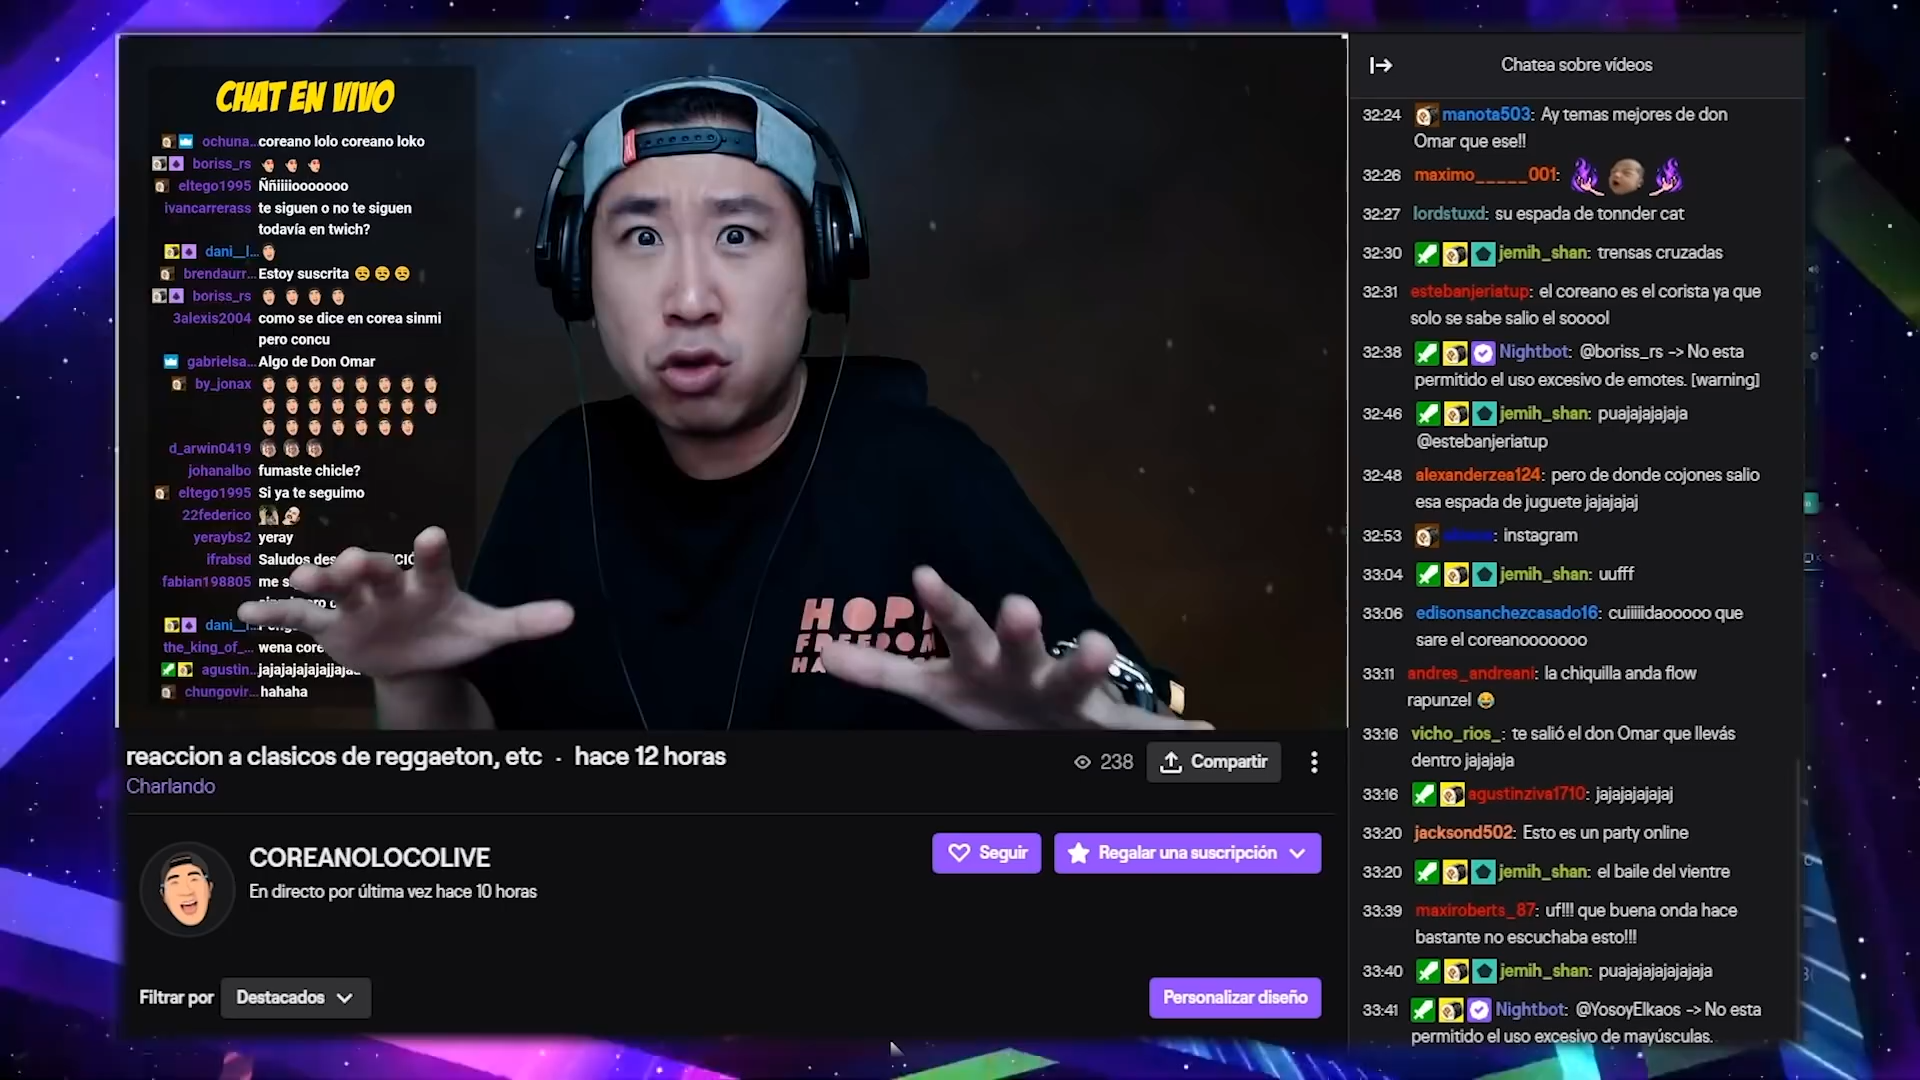 CHAT EN VIVO
ochuna... coreano lolo coreano loko
boriss_rs
eltego1995 Ññiiiiooooooo
ivancarrerass te siguen o no te siguen
todavía en twich?
dani__l...
brendaurr... Estoy suscrita
boriss_rs
3alexis2004 como se dice en corea sinmi
pero concu
gabrielsa... Algo de Don Omar
by_jonax
d_arwin0419
johanalbo fumaste chicle?
eltego1995 Si ya te seguimo
22federico
yeraybs2 yeray
ifrabsd Saludos des
fabian198805 me s
dani__l...
the_king_of_... wena core
agustin... jajajajajajjaja
chungovir... hahaha
HOP
FREEDOM
HA
reaccion a clasicos de reggaeton, etc · hace 12 horas
Charlando
238
Compartir
COREANOLOCOLIVE
En directo por última vez hace 10 horas
Seguir
Regalar una suscripción
Filtrar por
Destacados
Personalizar diseño
Chatea sobre vídeos
32:24 manota503: Ay temas mejores de don
Omar que ese!!
32:26 maximo_____001:
32:27 lordstuxd: su espada de tonnder cat
32:30 jemih_shan: trensas cruzadas
32:31 estebanjeriatup: el coreano es el corista ya que
solo se sabe salio el sooool
32:38 Nightbot: @boriss_rs -> No esta
permitido el uso excesivo de emotes. [warning]
32:46 jemih_shan: puajajajajaja
@estebanjeriatup
32:48 alexanderzea124: pero de donde cojones salio
esa espada de juguete jajajajaj
32:53 : instagram
33:04 jemih_shan: uufff
33:06 edisonsanchezcasado16: cuiiiiidaooooo que
sare el coreanooooooo
33:11 andres_andreani: la chiquilla anda flow
rapunzel
33:16 vicho_rios_: te salió el don Omar que llevás
dentro jajajaja
33:16 agustinziva1710: jajajajajajaj
33:20 jacksond502: Esto es un party online
33:20 jemih_shan: el baile del vientre
33:39 maxiroberts_87: uf!!! que buena onda hace
bastante no escuchaba esto!!!
33:40 jemih_shan: puajajajajajajaja
33:41 Nightbot: @YosoyElkaos -> No esta
permitido el uso excesivo de mayúsculas.